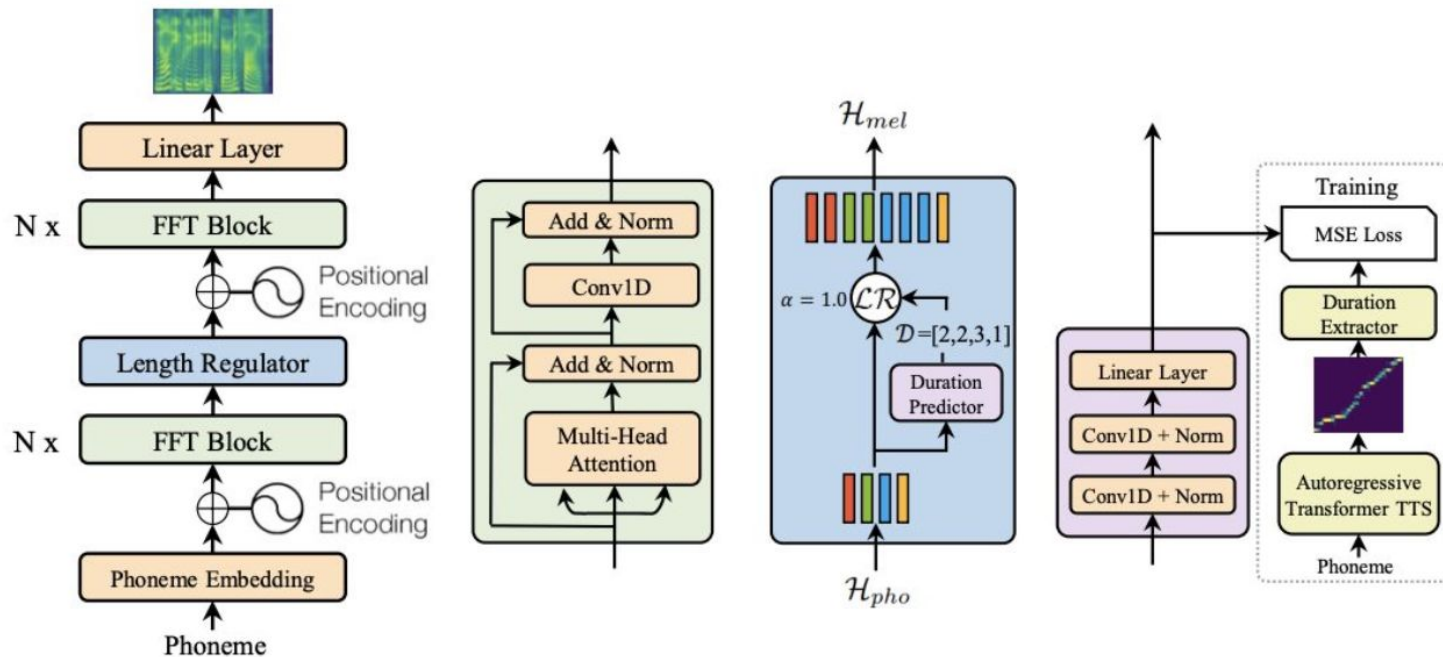 Linear Layer
N x
FFT Block
Positional
Encoding
Length Regulator
N x
FFT Block
Positional
Encoding
Phoneme Embedding
Phoneme
Add & Norm
Conv1D
Add & Norm
Multi-Head
Attention
ℋ_mel
α = 1.0
ℒℛ
𝒟=[2,2,3,1]
Duration
Predictor
ℋ_pho
Linear Layer
Conv1D + Norm
Conv1D + Norm
Training
MSE Loss
Duration
Extractor
Autoregressive
Transformer TTS
Phoneme